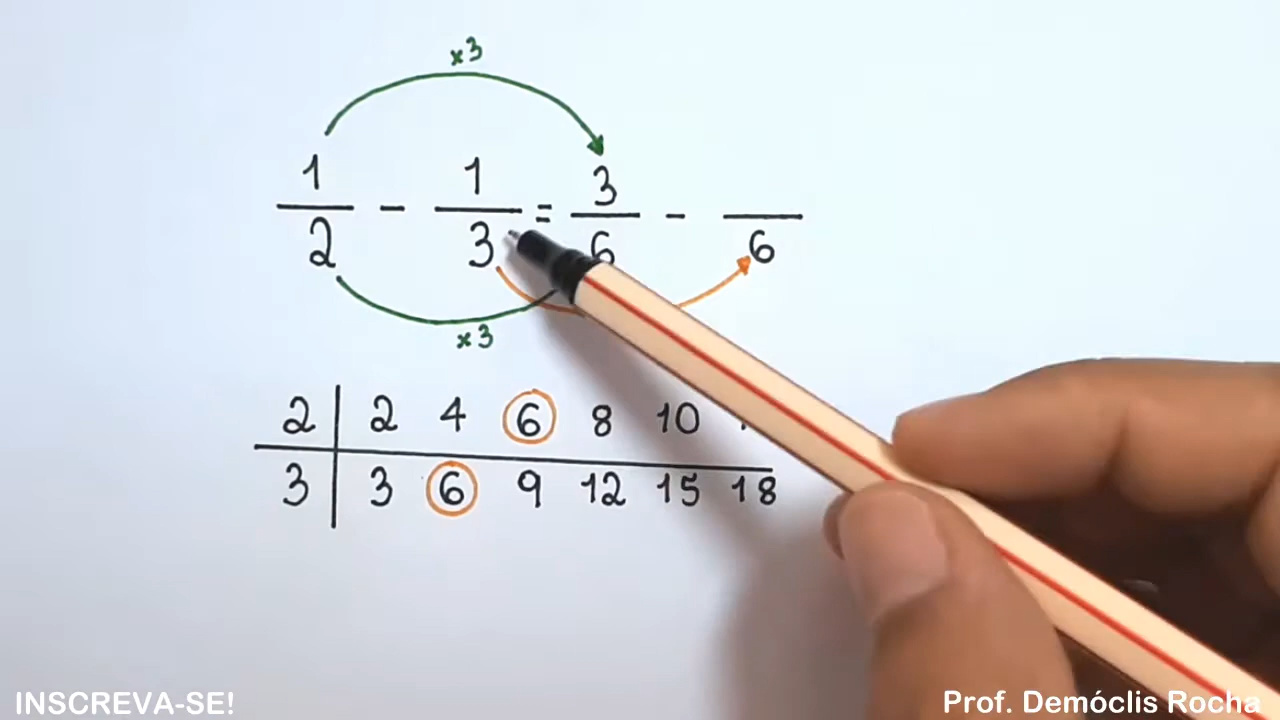 ×3
1 1 3
— - — = — - —
2 3 6 6
×3
2 | 2 4 6 8 10
3 | 3 6 9 12 15 18
INSCREVA-SE!
Prof. Demóclis Rocha